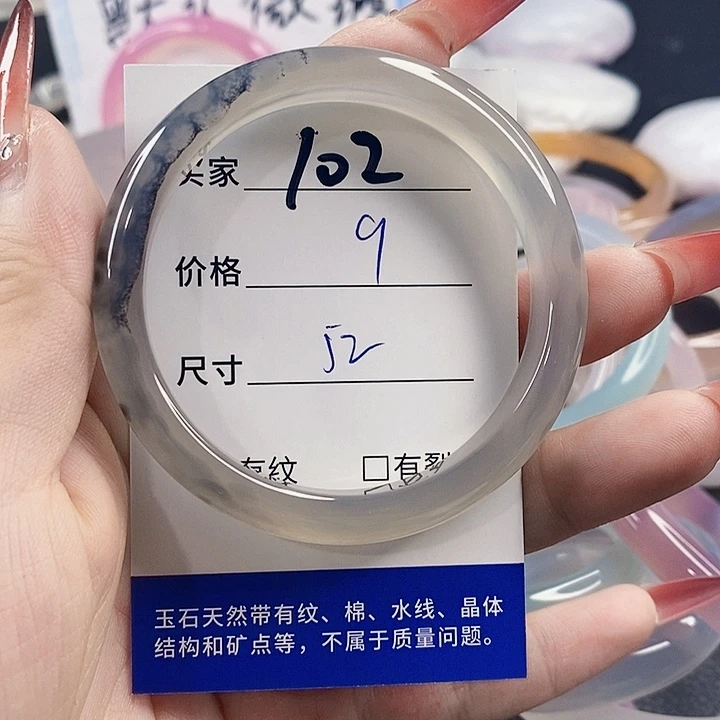 买家 102
价格 9
尺寸 52
有纹 □有裂
玉石天然带有纹、棉、水线、晶体
结构和矿点等，不属于质量问题。